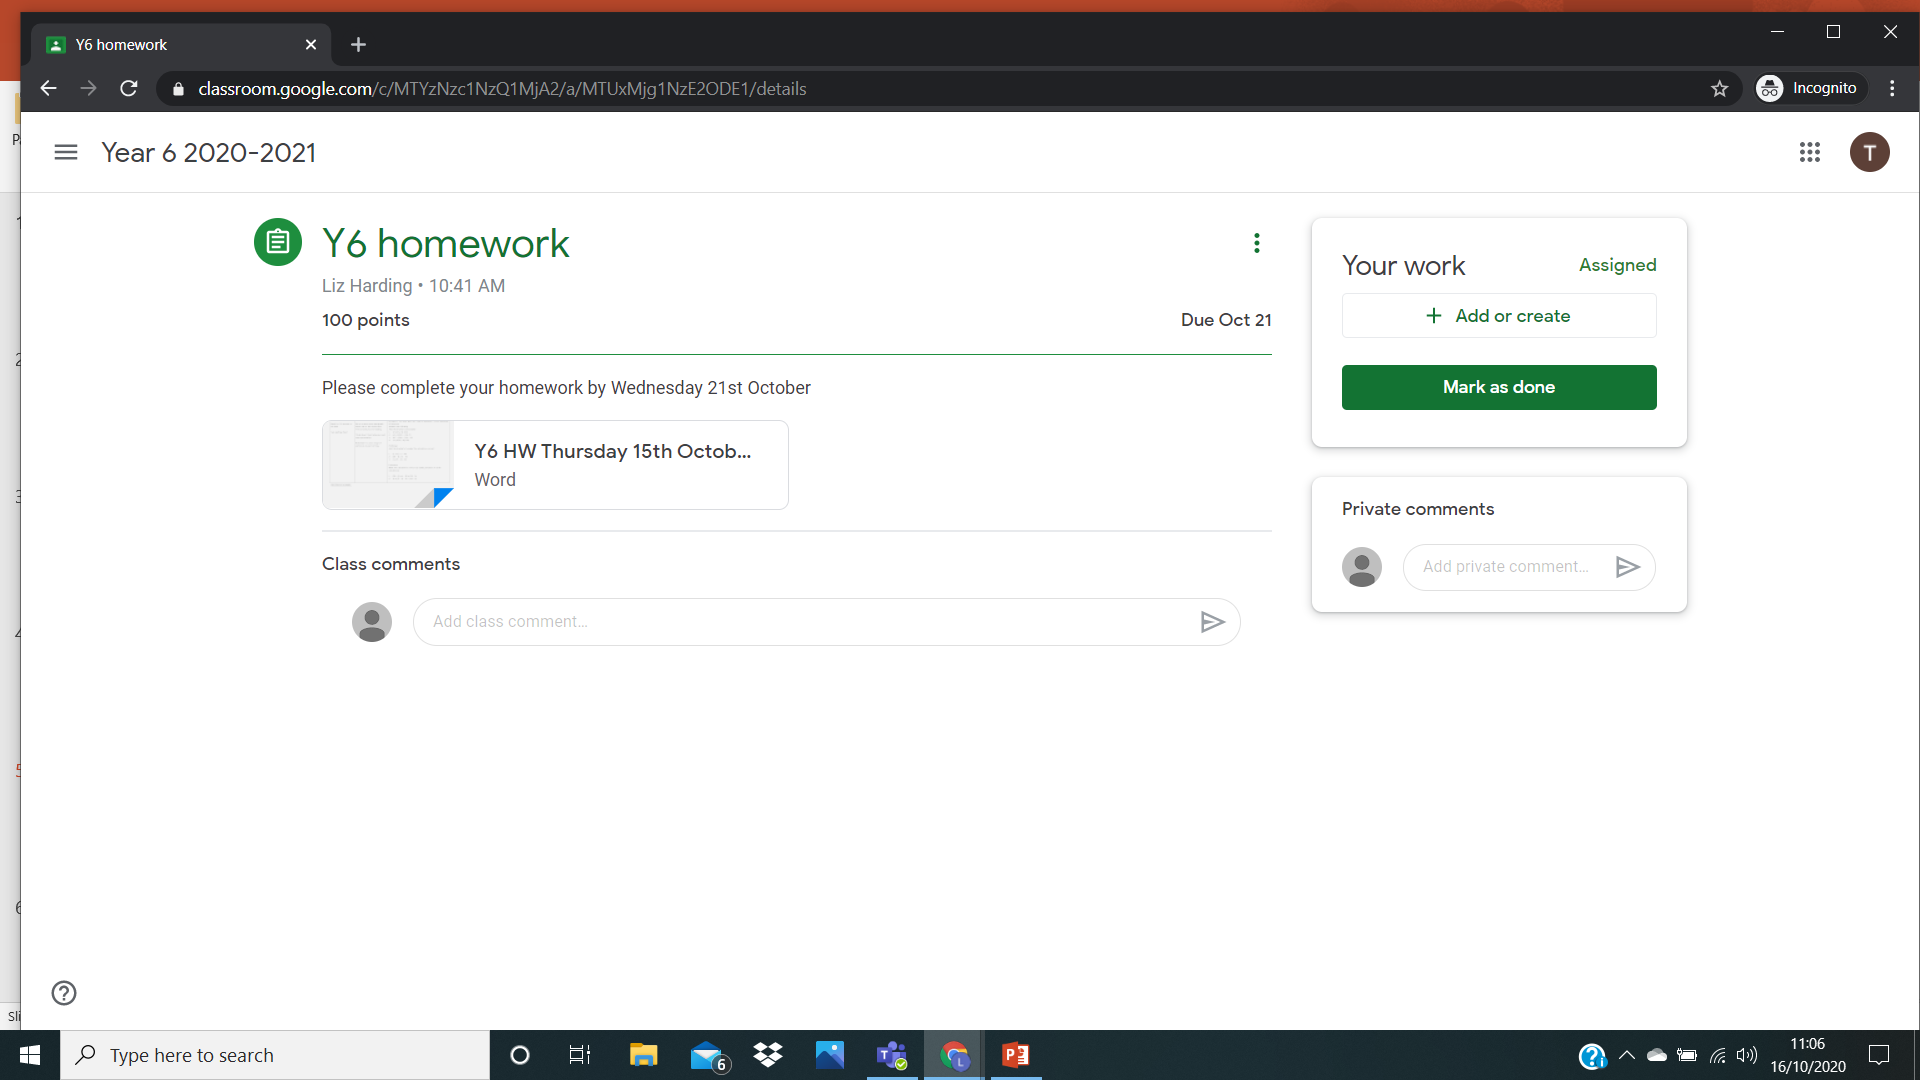 Y6 homework
classroom.google.com/c/MTYzNzc1NzQ1MjA2/a/MTUxMjg1NzE2ODE1/details
Incognito
Year 6 2020-2021
T
Y6 homework
Liz Harding • 10:41 AM
100 points
Due Oct 21
Please complete your homework by Wednesday 21st October
Y6 HW Thursday 15th Octob...
Word
Class comments
Add class comment...
Your work
Assigned
+ Add or create
Mark as done
Private comments
Add private comment...
Type here to search
6
11:06
16/10/2020